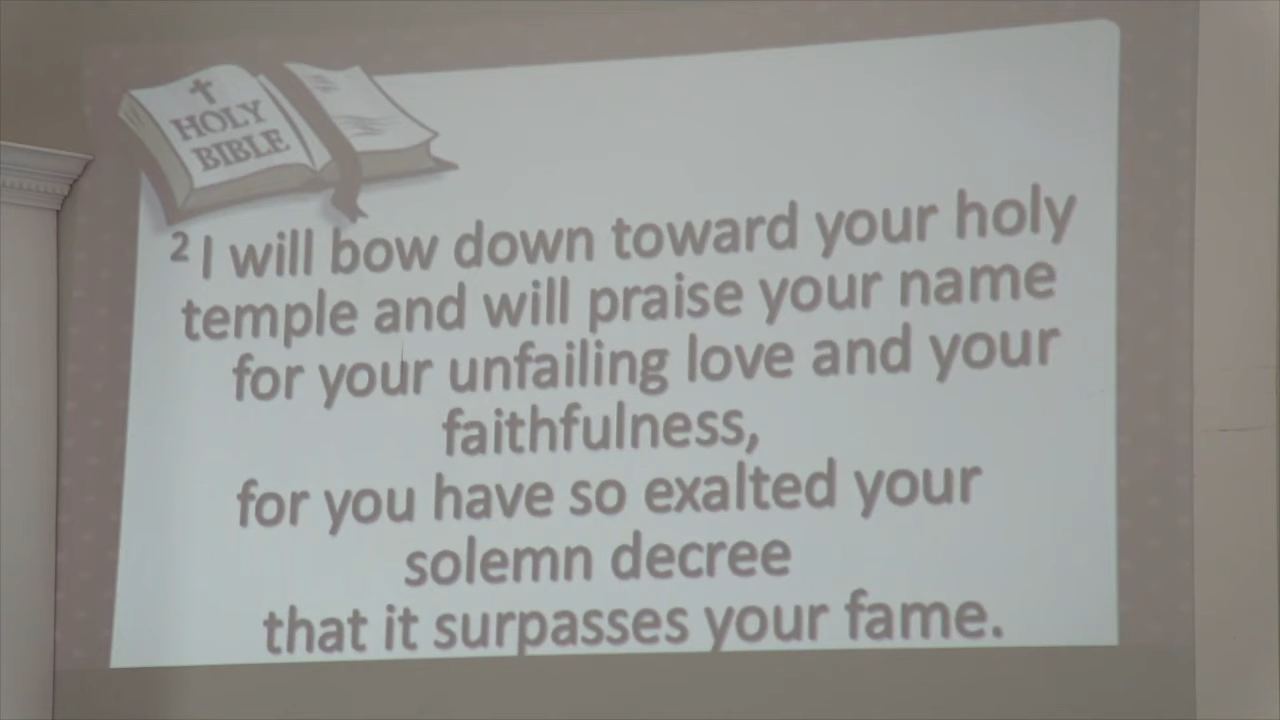 HOLY
BIBLE
2 I will bow down toward your holy
temple and will praise your name
for your unfailing love and your
faithfulness,
for you have so exalted your
solemn decree
that it surpasses your fame.